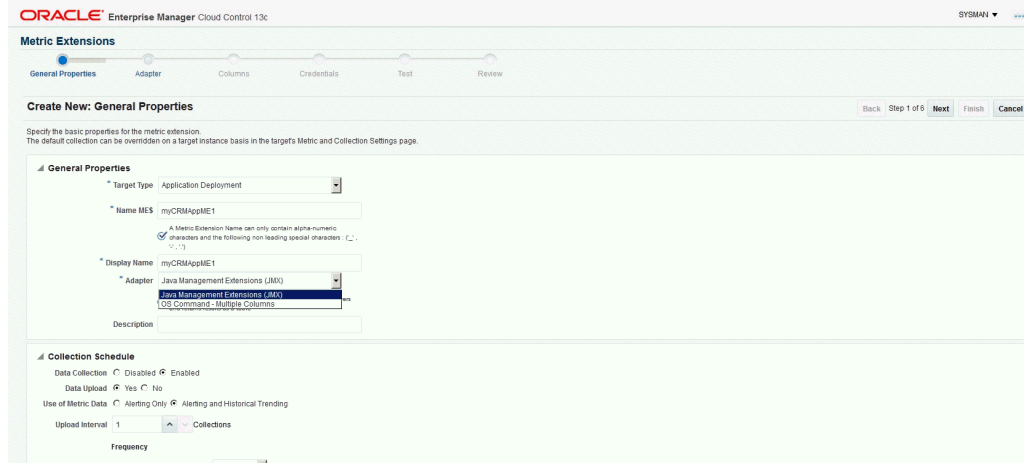 ORACLE Enterprise Manager Cloud Control 13c
SYSMAN
Metric Extensions
General Properties Adapter Columns Credentials Test Review
Create New: General Properties
Back Step 1 of 6 Next Finish Cancel
Specify the basic properties for the metric extension.
The default collection can be overridden on a target instance basis in the target's Metric and Collection Settings page.
General Properties
* Target Type Application Deployment
* Name ME$ myCRMAppME1
A Metric Extension Name can only contain alpha-numeric
characters and the following non leading special characters : ('_' ,
'-' , '.')
* Display Name myCRMAppME1
* Adapter Java Management Extensions (JMX)
Java Management Extensions (JMX)
OS Command - Multiple Columns
Description
Collection Schedule
Data Collection Disabled Enabled
Data Upload Yes No
Use of Metric Data Alerting Only Alerting and Historical Trending
Upload Interval 1 Collections
Frequency